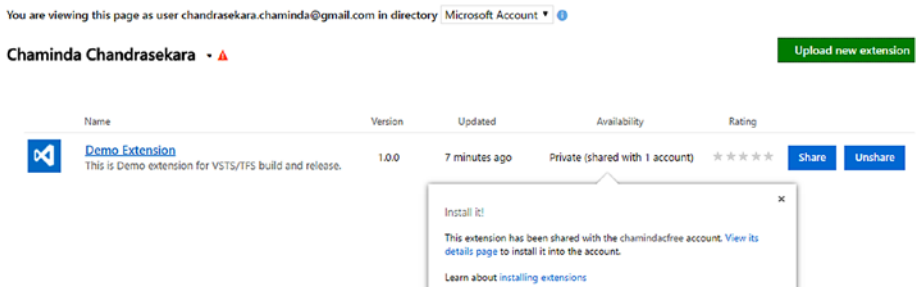 You are viewing this page as user chandrasekara.chaminda@gmail.com in directory Microsoft Account
Chaminda Chandrasekara
Upload new extension
Name Version Updated Availability Rating
Demo Extension
This is Demo extension for VSTS/TFS build and release.
1.0.0 7 minutes ago Private (shared with 1 account) Share Unshare
Install it!
This extension has been shared with the chamindacfree account. View its
details page to install it into the account.
Learn about installing extensions